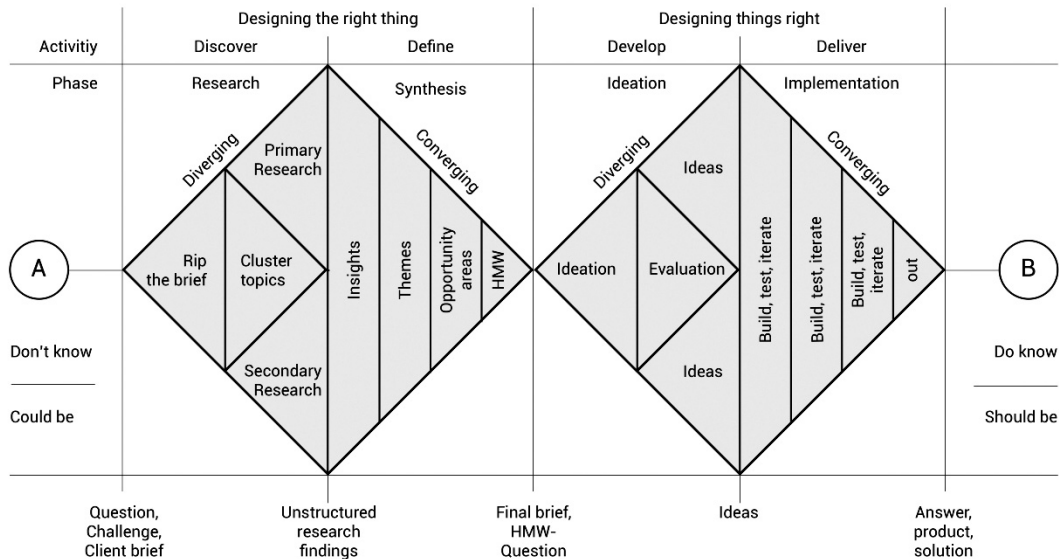 Designing the right thing
Designing things right
Activitiy
Discover
Define
Develop
Deliver
Phase
Research
Synthesis
Ideation
Implementation
Diverging
Converging
Diverging
Converging
Primary
Research
Rip
the brief
Cluster
topics
Secondary
Research
Insights
Themes
Opportunity
areas
HMW
Ideas
Ideation
Evaluation
Ideas
Build, test, iterate
Build, test, iterate
Build, test,
iterate
out
A
B
Don't know
Could be
Do know
Should be
Question,
Challenge,
Client brief
Unstructured
research
findings
Final brief,
HMW-
Question
Ideas
Answer,
product,
solution